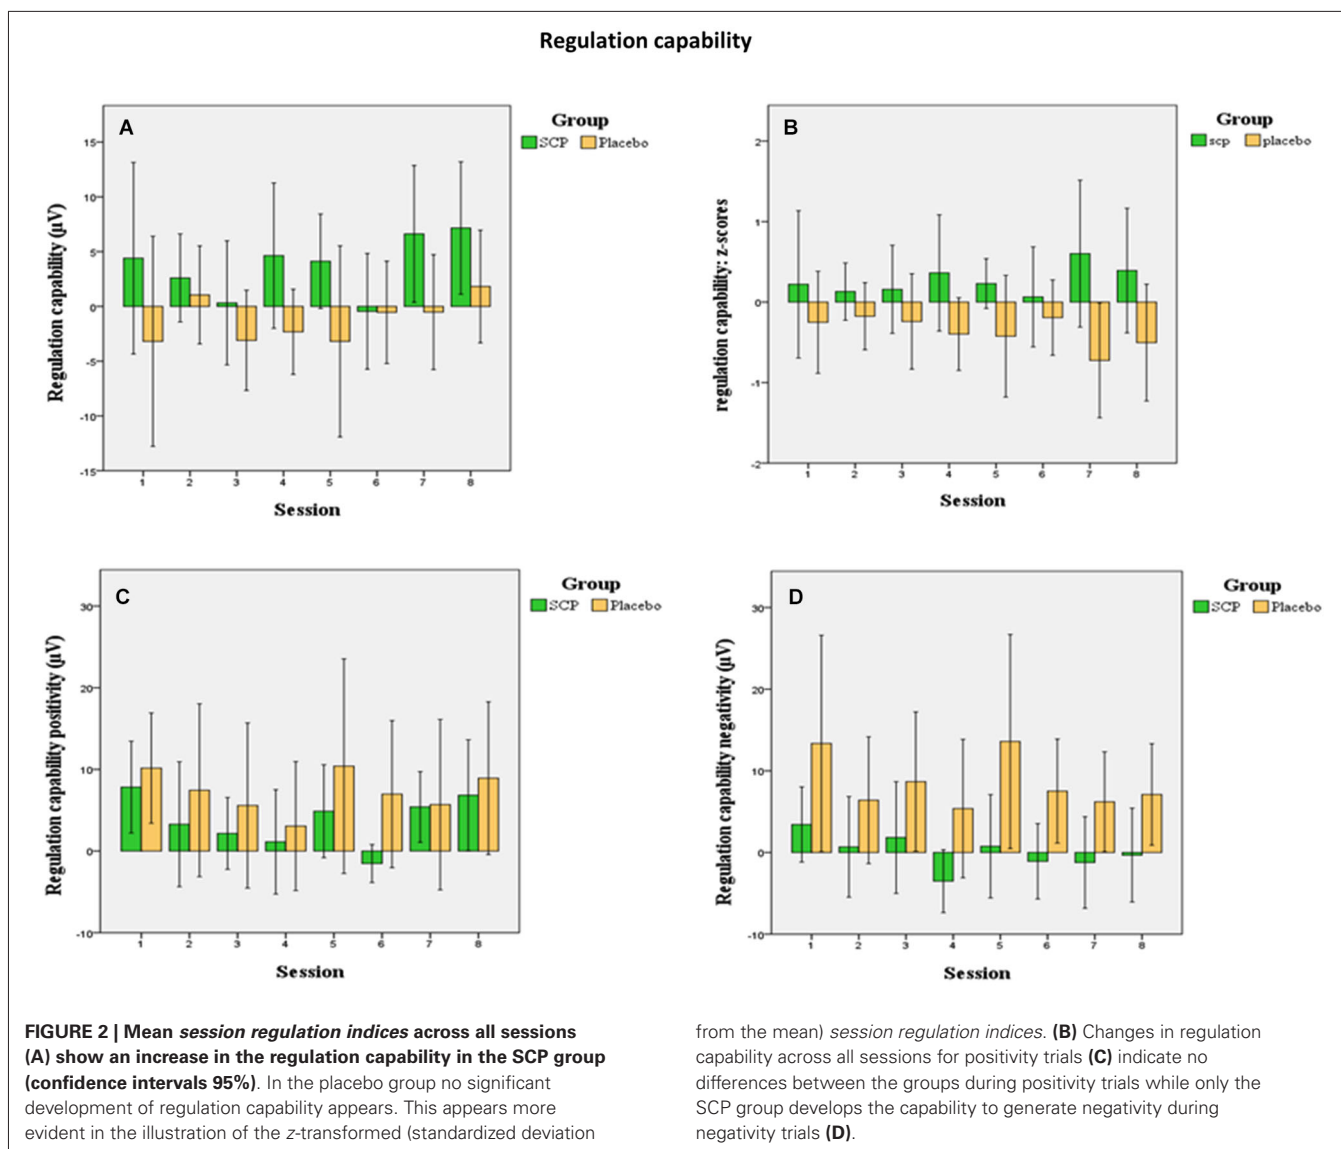 Regulation capability
A
Group
SCP Placebo
Regulation capability (µV)
15
10
5
0
-5
-10
-15
1 2 3 4 5 6 7 8
Session
B
Group
scp placebo
regulation capability: z-scores
2
1
0
-1
-2
1 2 3 4 5 6 7 8
Session
C
Group
SCP Placebo
Regulation capability positivity (µV)
30
20
10
0
-10
1 2 3 4 5 6 7 8
Session
D
Group
SCP Placebo
Regulation capability negativity (µV)
30
20
10
0
-10
1 2 3 4 5 6 7 8
Session
FIGURE 2 | Mean session regulation indices across all sessions
(A) show an increase in the regulation capability in the SCP group
(confidence intervals 95%). In the placebo group no significant
development of regulation capability appears. This appears more
evident in the illustration of the z-transformed (standardized deviation
from the mean) session regulation indices. (B) Changes in regulation
capability across all sessions for positivity trials (C) indicate no
differences between the groups during positivity trials while only the
SCP group develops the capability to generate negativity during
negativity trials (D).